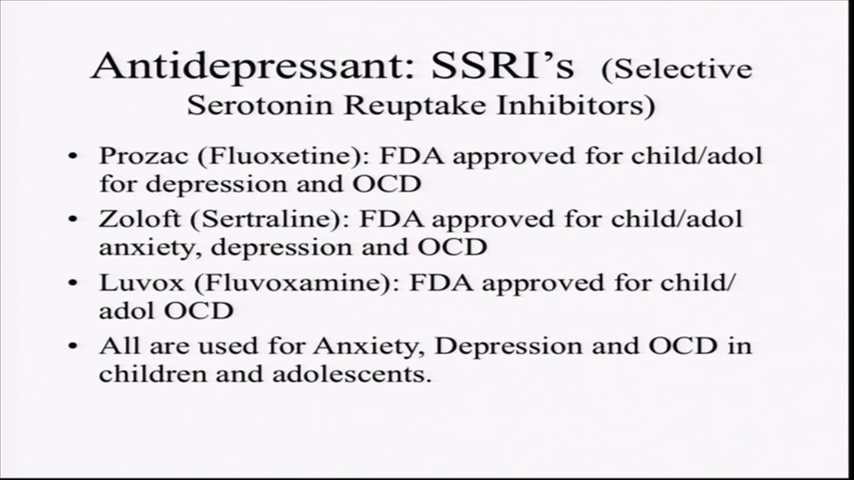 Antidepressant: SSRI’s (Selective
Serotonin Reuptake Inhibitors)
• Prozac (Fluoxetine): FDA approved for child/adol
for depression and OCD
• Zoloft (Sertraline): FDA approved for child/adol
anxiety, depression and OCD
• Luvox (Fluvoxamine): FDA approved for child/
adol OCD
• All are used for Anxiety, Depression and OCD in
children and adolescents.